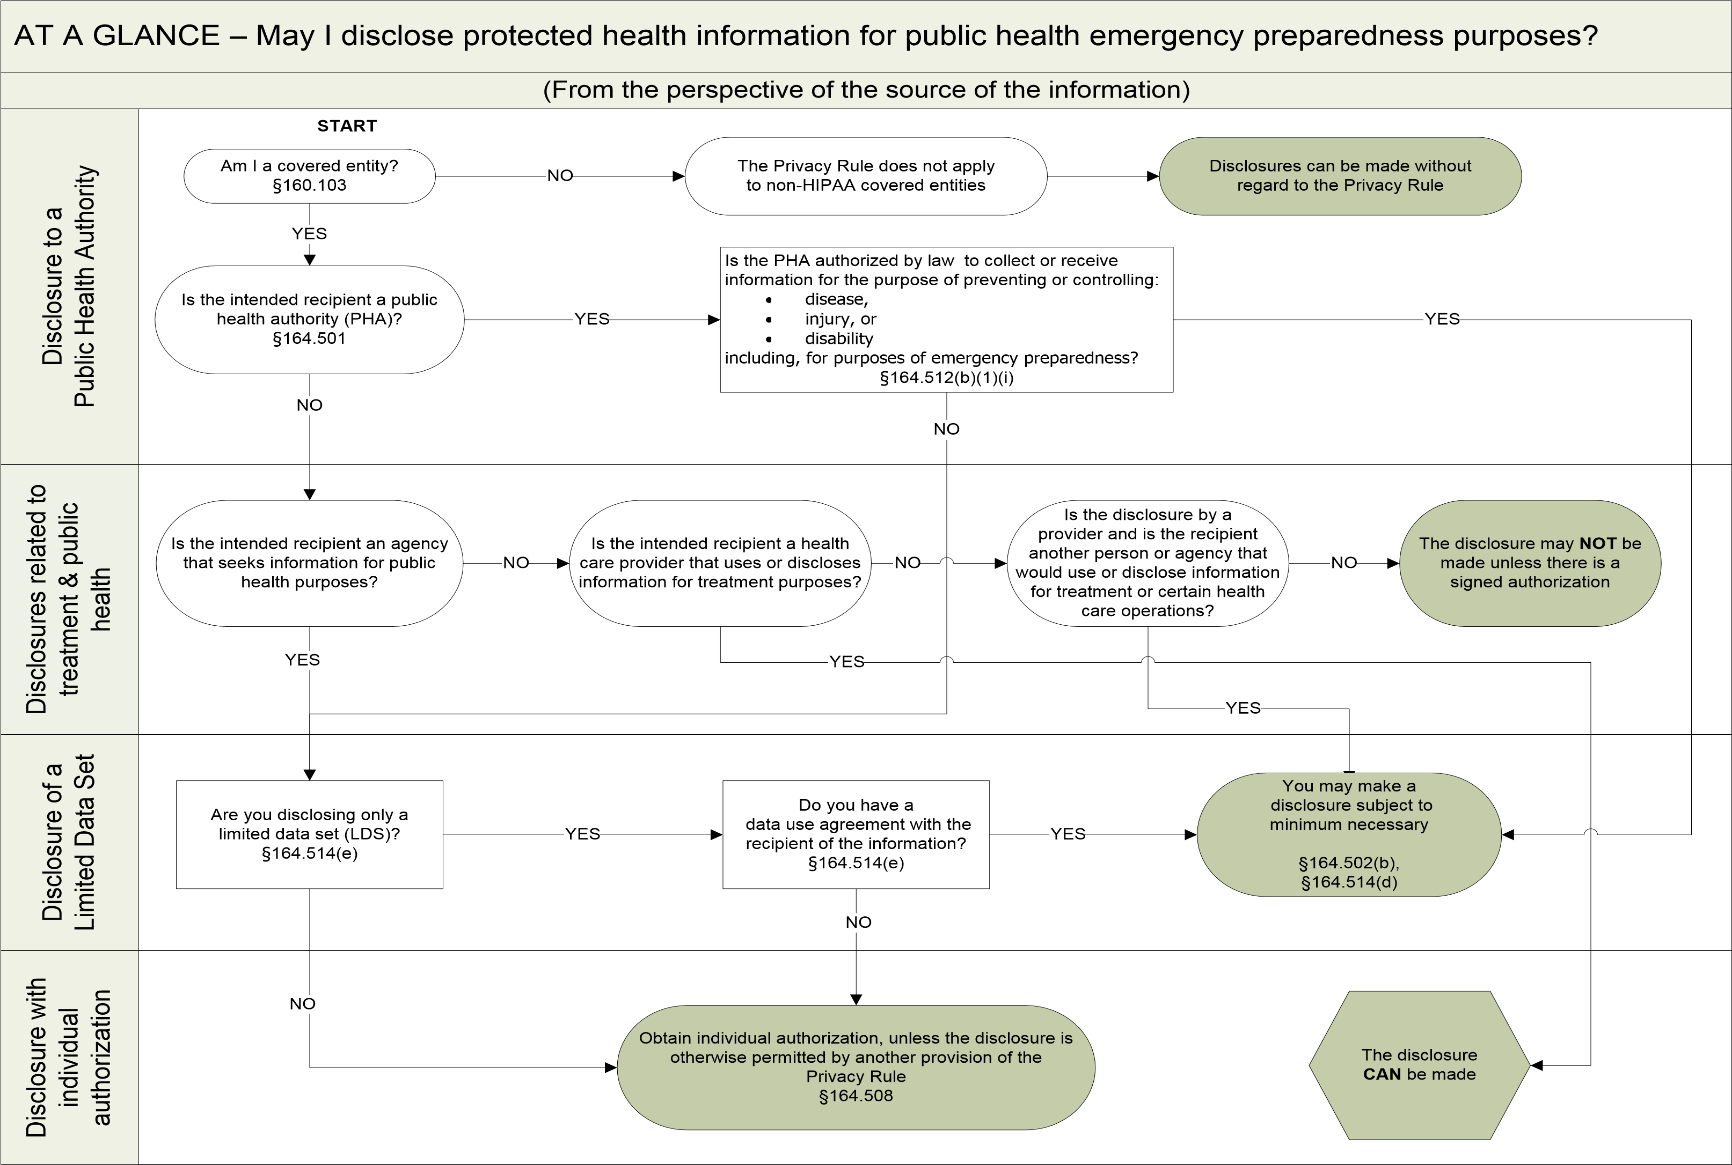 AT A GLANCE – May I disclose protected health information for public health emergency preparedness purposes?
(From the perspective of the source of the information)
Disclosure to a
Public Health Authority
START
Am I a covered entity?
§160.103
NO
The Privacy Rule does not apply
to non-HIPAA covered entities
Disclosures can be made without
regard to the Privacy Rule
YES
Is the intended recipient a public
health authority (PHA)?
§164.501
YES
Is the PHA authorized by law  to collect or receive
information for the purpose of preventing or controlling:
• disease,
• injury, or
• disability
including, for purposes of emergency preparedness?
§164.512(b)(1)(i)
YES
NO
NO
Disclosures related to
treatment & public
health
Is the intended recipient an agency
that seeks information for public
health purposes?
NO
Is the intended recipient a health
care provider that uses or discloses
information for treatment purposes?
NO
Is the disclosure by a
provider and is the recipient
another person or agency that
would use or disclose information
for treatment or certain health
care operations?
NO
The disclosure may NOT be
made unless there is a
signed authorization
YES
YES
YES
Disclosure of a
Limited Data Set
Are you disclosing only a
limited data set (LDS)?
§164.514(e)
YES
Do you have a
data use agreement with the
recipient of the information?
§164.514(e)
YES
You may make a
disclosure subject to
minimum necessary
§164.502(b),
§164.514(d)
NO
Disclosure with
individual
authorization
NO
Obtain individual authorization, unless the disclosure is
otherwise permitted by another provision of the
Privacy Rule
§164.508
The disclosure
CAN be made